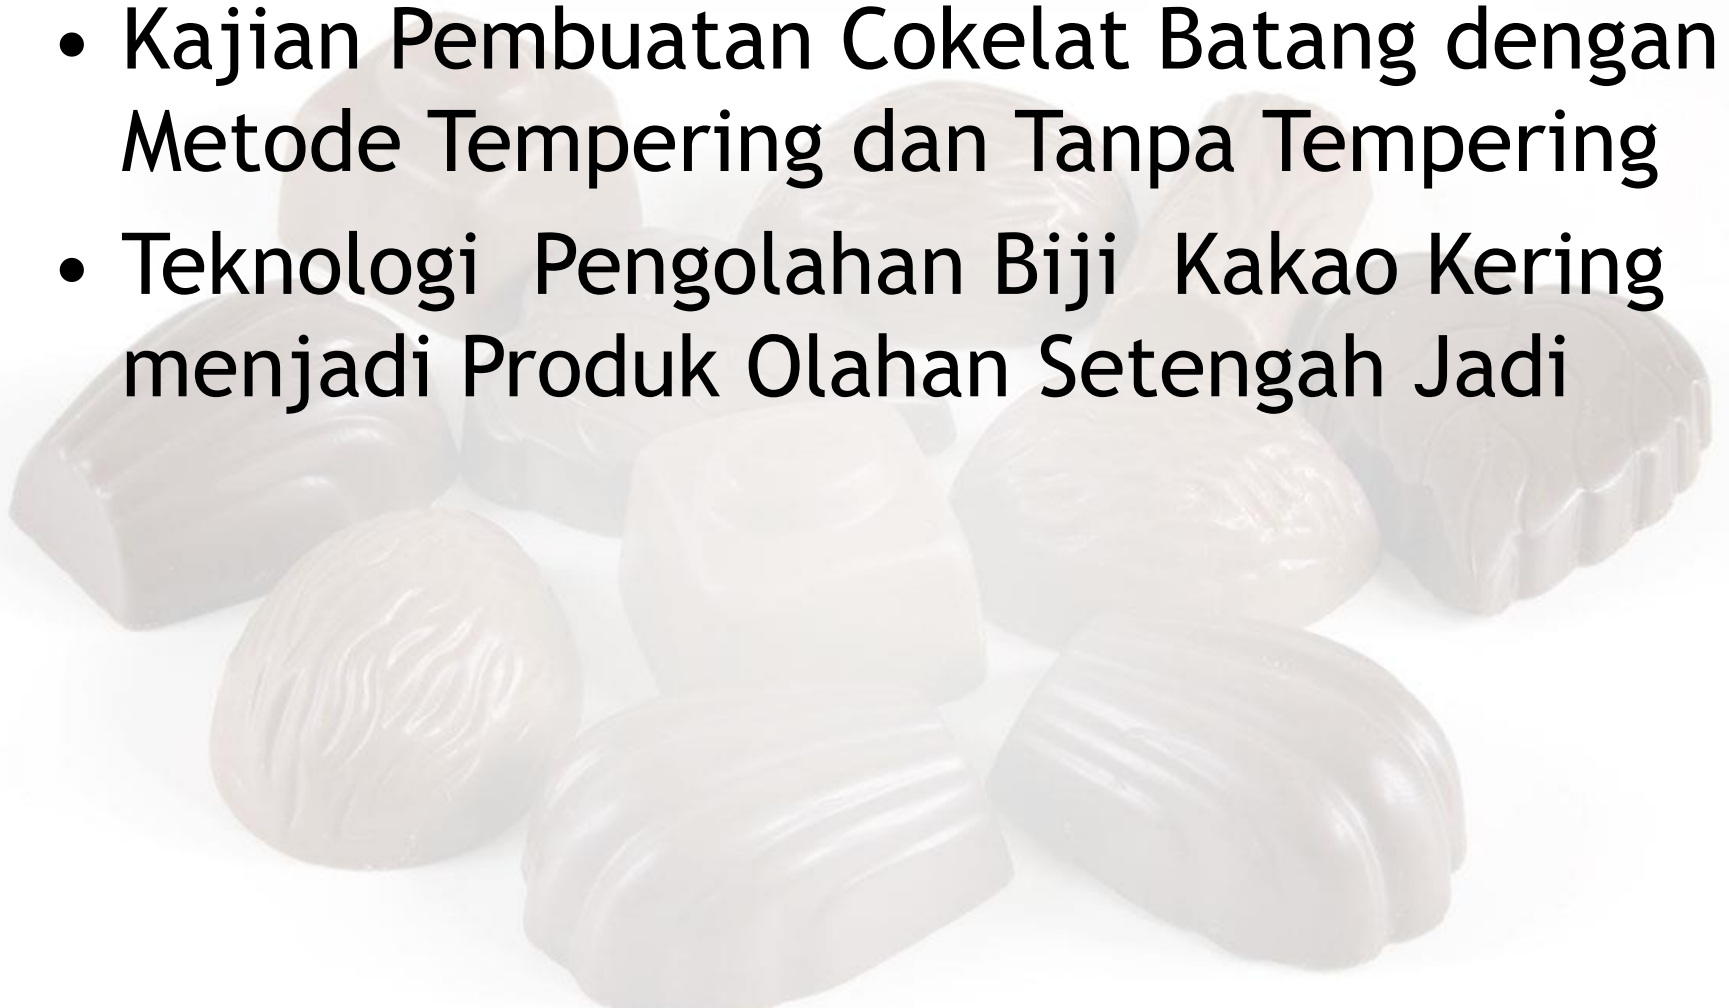 • Kajian Pembuatan Cokelat Batang dengan
Metode Tempering dan Tanpa Tempering
• Teknologi  Pengolahan Biji  Kakao Kering
menjadi Produk Olahan Setengah Jadi